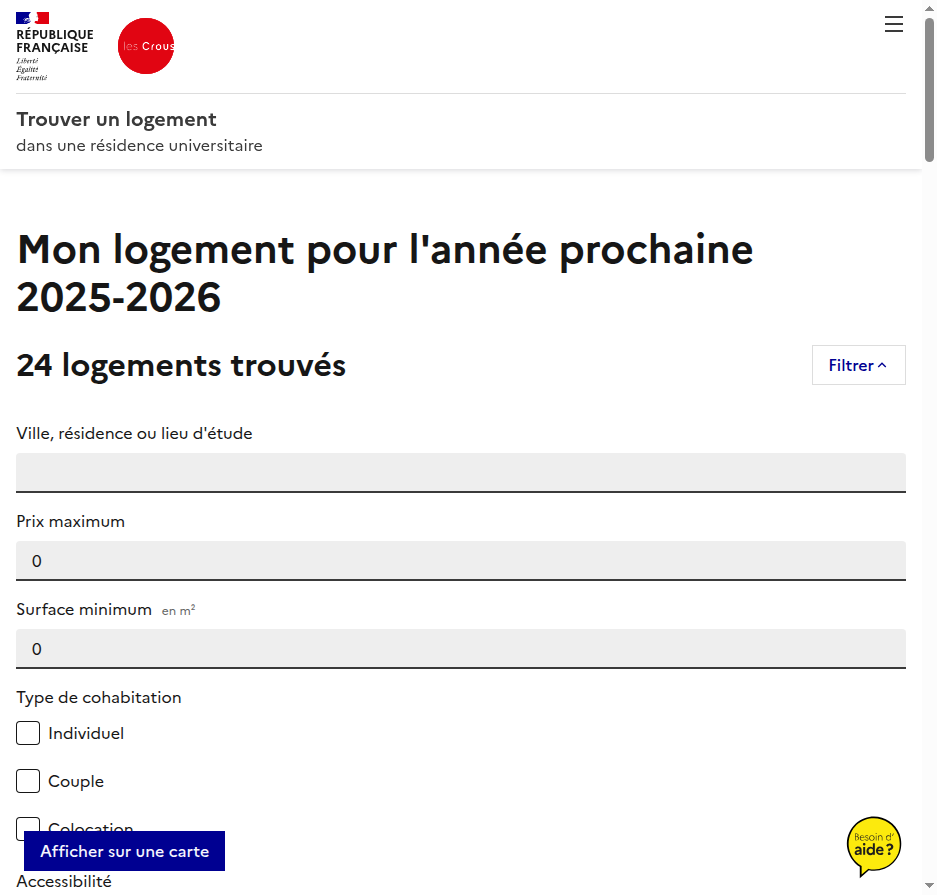 RÉPUBLIQUE
FRANÇAISE
Liberté
Égalité
Fraternité
les Crous
Trouver un logement
dans une résidence universitaire
Mon logement pour l'année prochaine
2025-2026
24 logements trouvés
Filtrer
Ville, résidence ou lieu d'étude
Prix maximum
0
Surface minimum en m²
0
Type de cohabitation
Individuel
Couple
Colocation
Afficher sur une carte
Besoin d'
aide ?
Accessibilité